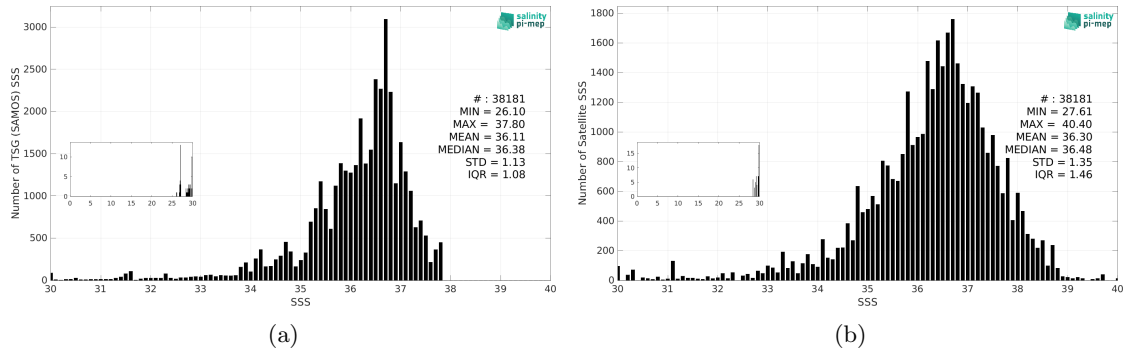 salinity
pi-mep
3000
2500
2000
1500
1000
500
0
Number of TSG (SAMOS) SSS
# : 38181
MIN = 26.10
MAX = 37.80
MEAN = 36.11
MEDIAN = 36.38
STD = 1.13
IQR = 1.08
10
5
0
0 5 10 15 20 25 30
30 31 32 33 34 35 36 37 38 39 40
SSS
(a)
salinity
pi-mep
1800
1600
1400
1200
1000
800
600
400
200
0
Number of Satellite SSS
# : 38181
MIN = 27.61
MAX = 40.40
MEAN = 36.30
MEDIAN = 36.48
STD = 1.35
IQR = 1.46
15
10
5
0
0 5 10 15 20 25 30
30 31 32 33 34 35 36 37 38 39 40
SSS
(b)